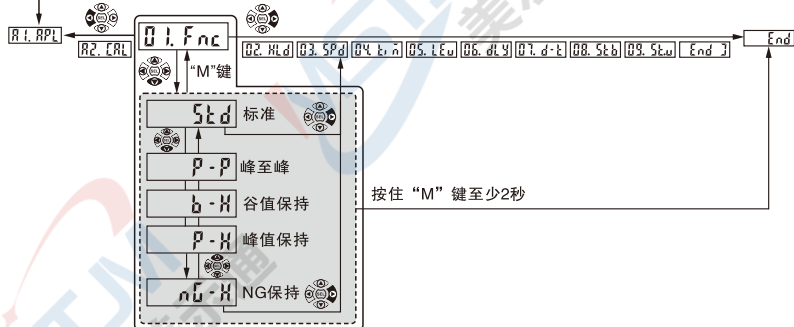 A1. APL
A2. CAL
01. Fnc
02. HLd
03. SPd
04. tin
05. LEu
06. dLY
07. d-t
08. Stb
09. St.u
End ]
End
“M”键
Std 标准
P-P 峰至峰
b-H 谷值保持
P-H 峰值保持
nG-H NG保持
按住“M”键至少2秒